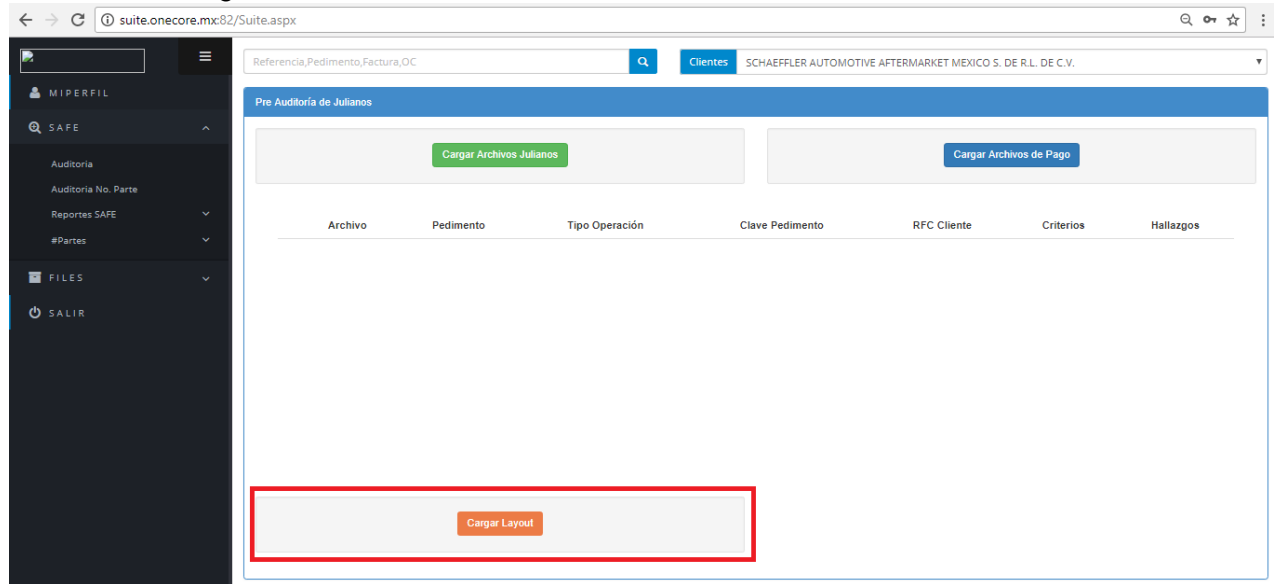 suite.onecore.mx:82/Suite.aspx
Referencia,Pedimento,Factura,OC
Clientes
SCHAEFFLER AUTOMOTIVE AFTERMARKET MEXICO S. DE R.L. DE C.V.
MIPERFIL
SAFE
Auditoria
Auditoria No. Parte
Reportes SAFE
#Partes
FILES
SALIR
Pre Auditoría de Julianos
Cargar Archivos Julianos
Cargar Archivos de Pago
Archivo Pedimento Tipo Operación Clave Pedimento RFC Cliente Criterios Hallazgos
Cargar Layout